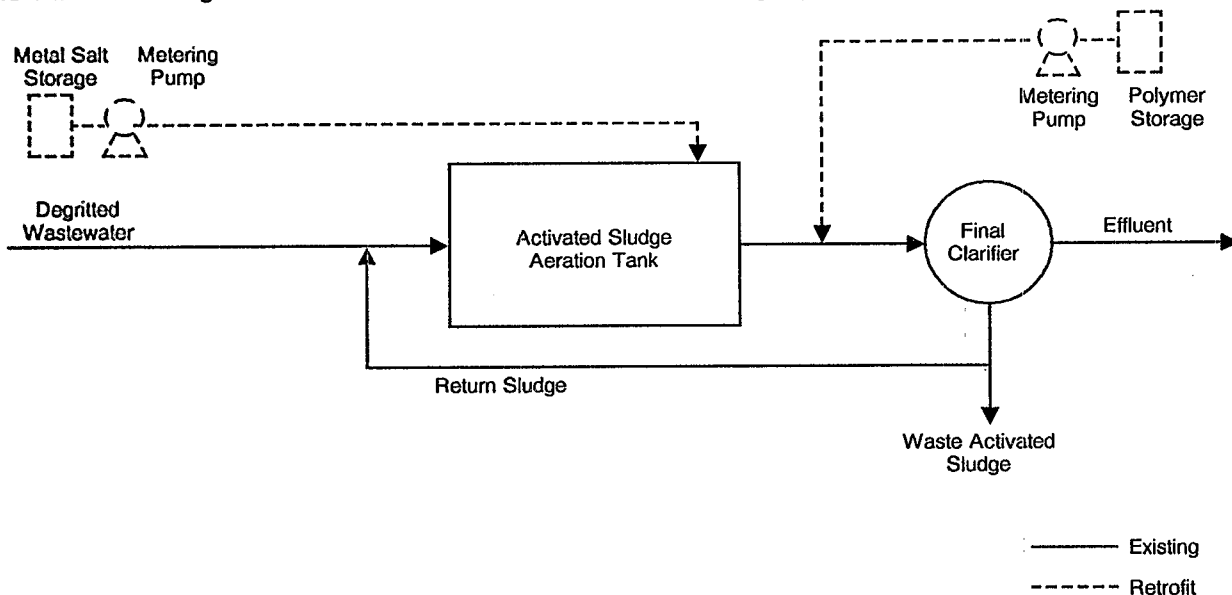 Metal Salt
Storage
Metering
Pump
Metering
Pump
Polymer
Storage
Degritted
Wastewater
Activated Sludge
Aeration Tank
Final
Clarifier
Effluent
Return Sludge
Waste Activated
Sludge
Existing
Retrofit